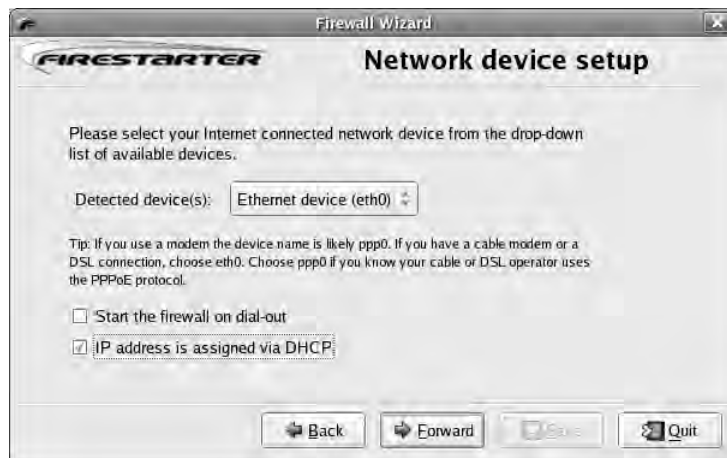 Firewall Wizard
FIRESTARTER
Network device setup
Please select your Internet connected network device from the drop-down
list of available devices.
Detected device(s): Ethernet device (eth0)
Tip: If you use a modem the device name is likely ppp0. If you have a cable modem or a
DSL connection, choose eth0. Choose ppp0 if you know your cable or DSL operator uses
the PPPoE protocol.
Start the firewall on dial-out
IP address is assigned via DHCP
Back Forward Save Quit